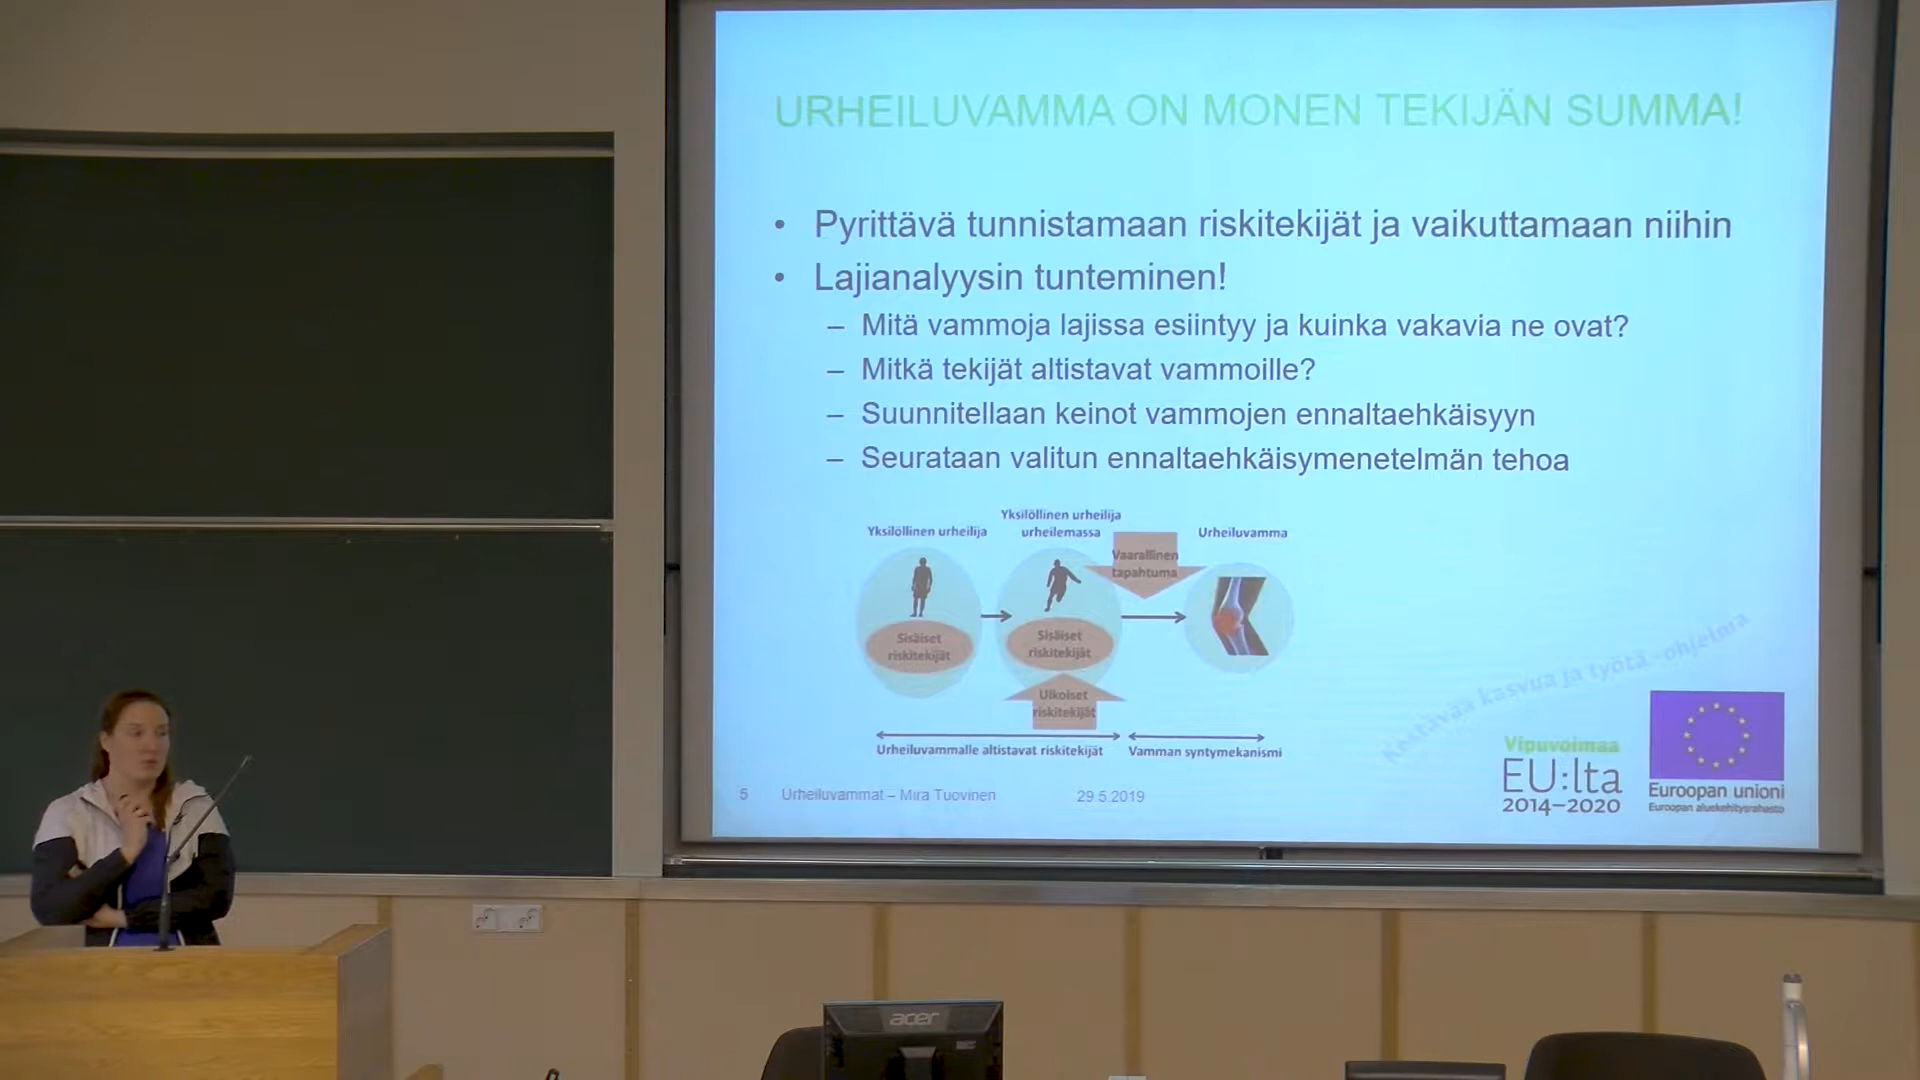 URHEILUVAMMA ON MONEN TEKIJÄN SUMMA!
• Pyrittävä tunnistamaan riskitekijät ja vaikuttamaan niihin
• Lajianalyysin tunteminen!
– Mitä vammoja lajissa esiintyy ja kuinka vakavia ne ovat?
– Mitkä tekijät altistavat vammoille?
– Suunnitellaan keinot vammojen ennaltaehkäisyyn
– Seurataan valitun ennaltaehkäisymenetelmän tehoa
Yksilöllinen urheilija
Yksilöllinen urheilija
urheilemassa
Urheiluvamma
Vaarallinen
tapahtuma
Sisäiset
riskitekijät
Sisäiset
riskitekijät
Ulkoiset
riskitekijät
Urheiluvammalle altistavat riskitekijät
Vamman syntymekanismi
Kestävää kasvua ja työtä -ohjelma
Vipuvoimaa
EU:lta
2014–2020
Euroopan unioni
Euroopan aluekehitysrahasto
5 Urheiluvammat – Mira Tuovinen 29.5.2019
acer